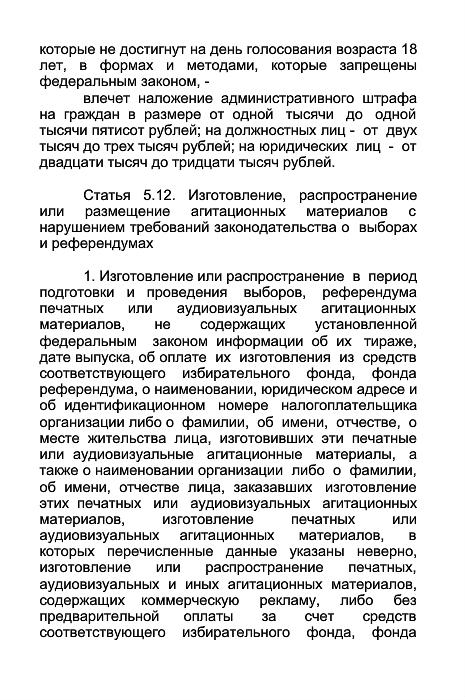 которые не достигнут на день голосования возраста 18
лет, в формах и методами, которые запрещены
федеральным законом, -
влечет наложение административного штрафа
на граждан в размере от одной тысячи до одной
тысячи пятисот рублей; на должностных лиц - от двух
тысяч до трех тысяч рублей; на юридических лиц - от
двадцати тысяч до тридцати тысяч рублей.
Статья 5.12. Изготовление, распространение
или размещение агитационных материалов с
нарушением требований законодательства о выборах
и референдумах
1. Изготовление или распространение в период
подготовки и проведения выборов, референдума
печатных или аудиовизуальных агитационных
материалов, не содержащих установленной
федеральным законом информации об их тираже,
дате выпуска, об оплате их изготовления из средств
соответствующего избирательного фонда, фонда
референдума, о наименовании, юридическом адресе и
об идентификационном номере налогоплательщика
организации либо о фамилии, об имени, отчестве, о
месте жительства лица, изготовивших эти печатные
или аудиовизуальные агитационные материалы, а
также о наименовании организации либо о фамилии,
об имени, отчестве лица, заказавших изготовление
этих печатных или аудиовизуальных агитационных
материалов, изготовление печатных или
аудиовизуальных агитационных материалов, в
которых перечисленные данные указаны неверно,
изготовление или распространение печатных,
аудиовизуальных и иных агитационных материалов,
содержащих коммерческую рекламу, либо без
предварительной оплаты за счет средств
соответствующего избирательного фонда, фонда